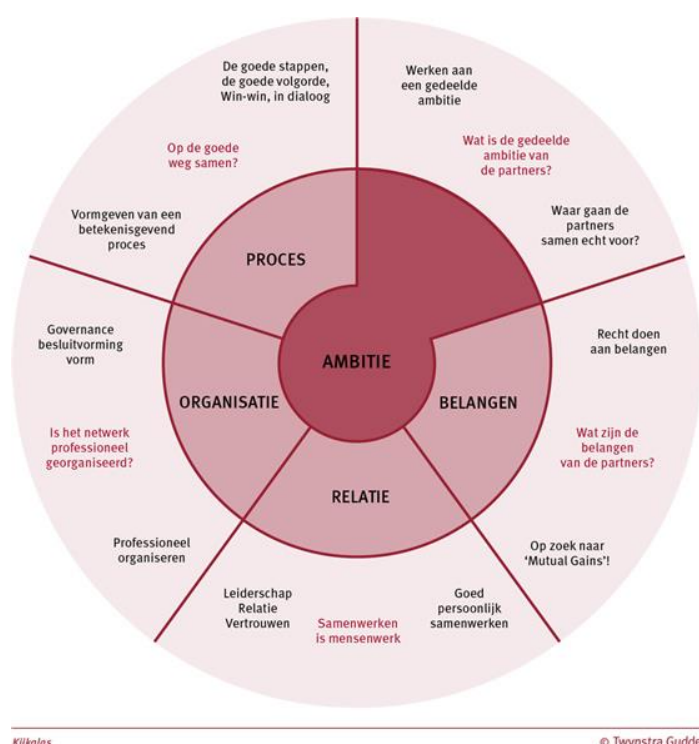 De goede stappen,
de goede volgorde,
Win-win, in dialoog
Op de goede
weg samen?
Vormgeven van een
betekenisgevend
proces
PROCES
Werken aan
een gedeelde
ambitie
Wat is de gedeelde
ambitie van
de partners?
Waar gaan de
partners
samen echt voor?
AMBITIE
Governance
besluitvorming
vorm
Is het netwerk
professioneel
georganiseerd?
Professioneel
organiseren
ORGANISATIE
BELANGEN
Recht doen
aan belangen
Wat zijn de
belangen
van de partners?
Op zoek naar
‘Mutual Gains’!
RELATIE
Leiderschap
Relatie
Vertrouwen
Samenwerken
is mensenwerk
Goed
persoonlijk
samenwerken
Kijkglas
© Twynstra Gudde